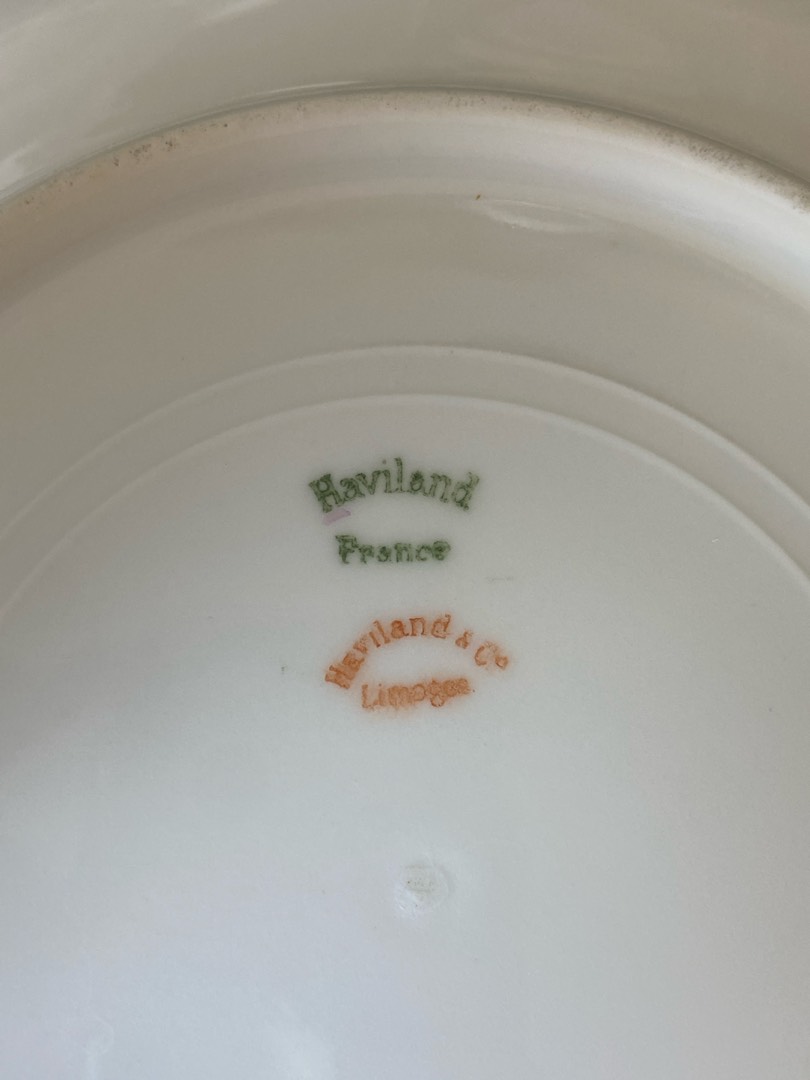 Haviland
France
Haviland & Co
Limoges